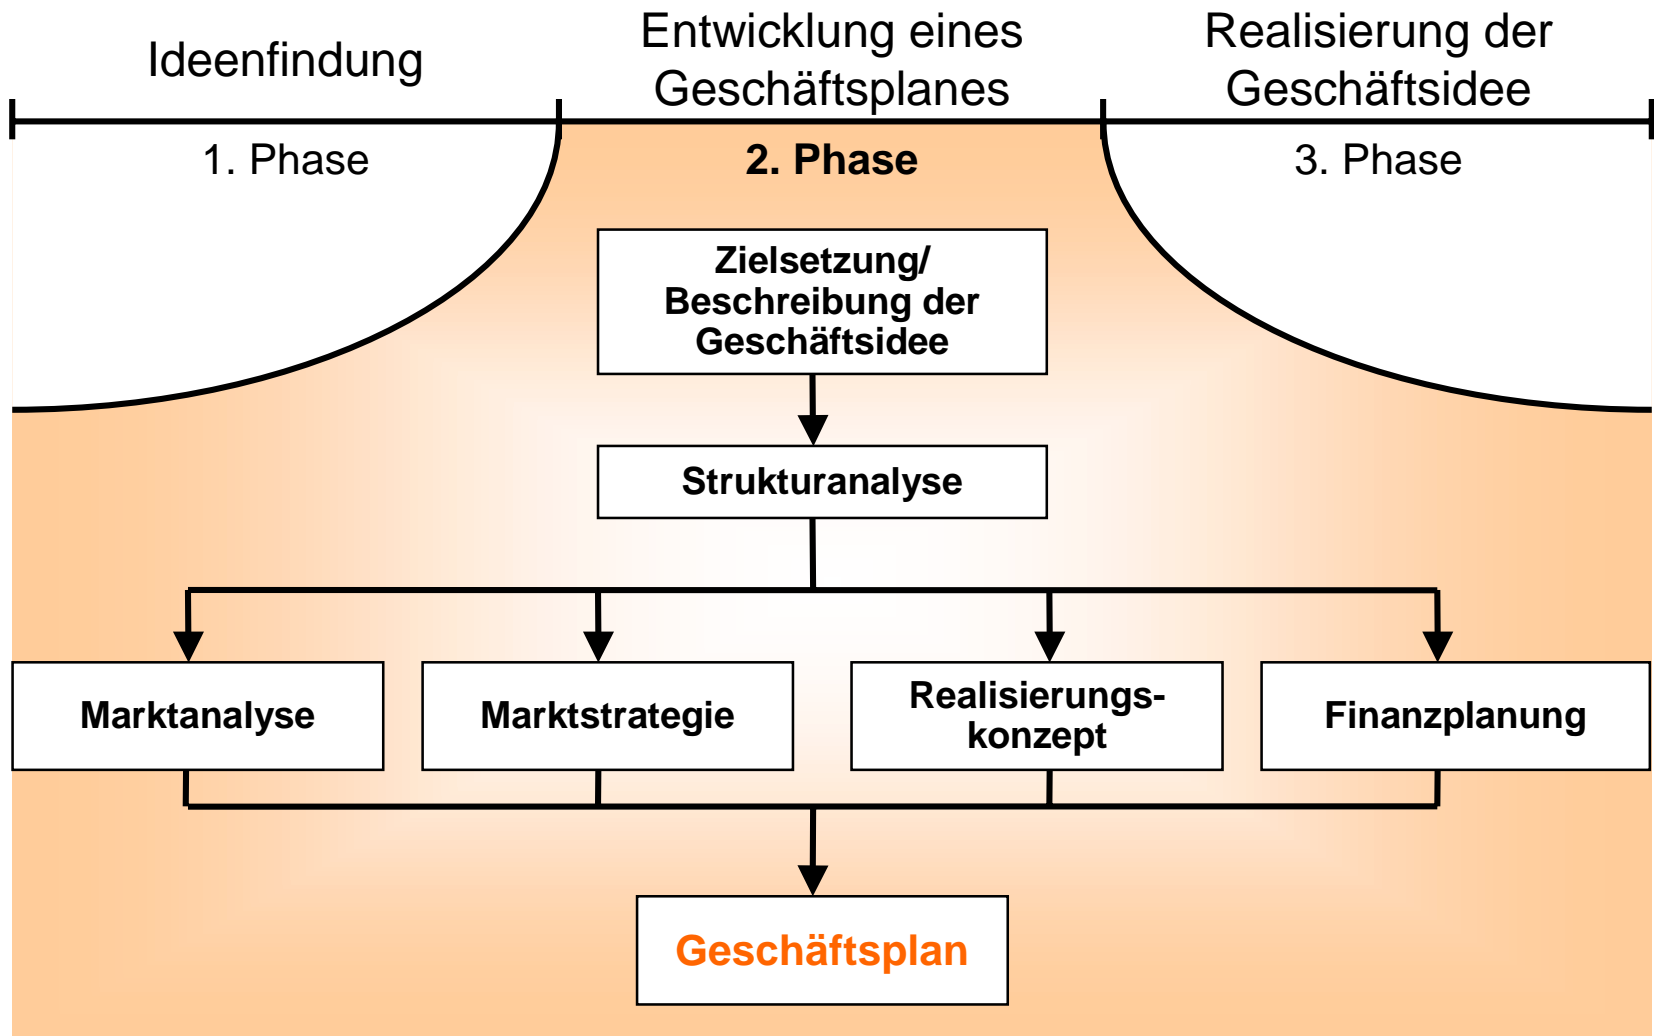 Ideenfindung
Entwicklung eines
Geschäftsplanes
Realisierung der
Geschäftsidee
1. Phase
2. Phase
3. Phase
Zielsetzung/
Beschreibung der
Geschäftsidee
Strukturanalyse
Marktanalyse
Marktstrategie
Realisierungs-
konzept
Finanzplanung
Geschäftsplan